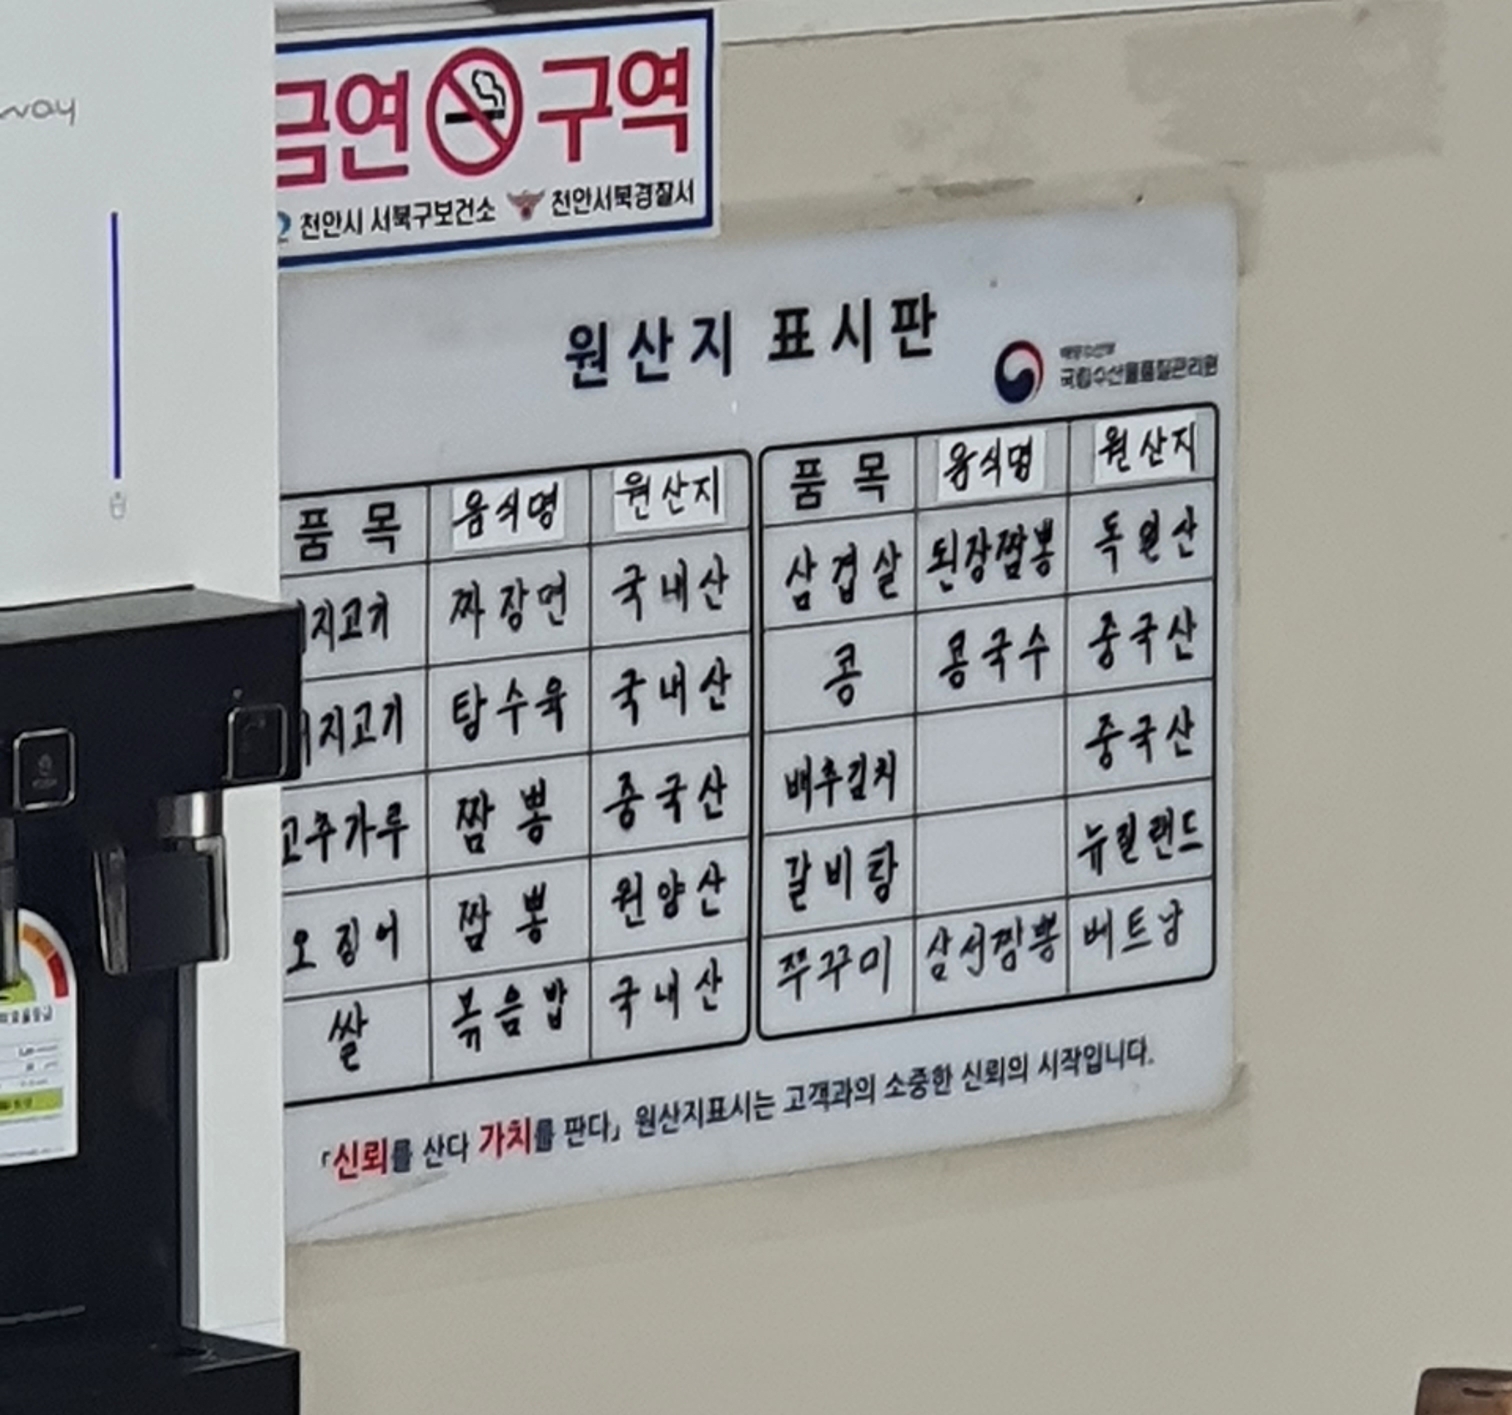 way
금연 구역
천안시 서북구보건소 천안서북경찰서
원산지 표시판
해양수산부
국립수산물품질관리원
품목 음식명 원산지 품목 음식명 원산지
지고기 짜장면 국내산 삼겹살 된장짬뽕 독일산
지고기 탕수육 국내산 콩 콩국수 중국산
고추가루 짬뽕 중국산 배추김치 중국산
오징어 짬뽕 원양산 갈비탕 뉴질랜드
쌀 볶음밥 국내산 쭈꾸미 삼선짬뽕 베트남
「신뢰를 산다 가치를 판다」 원산지표시는 고객과의 소중한 신뢰의 시작입니다.